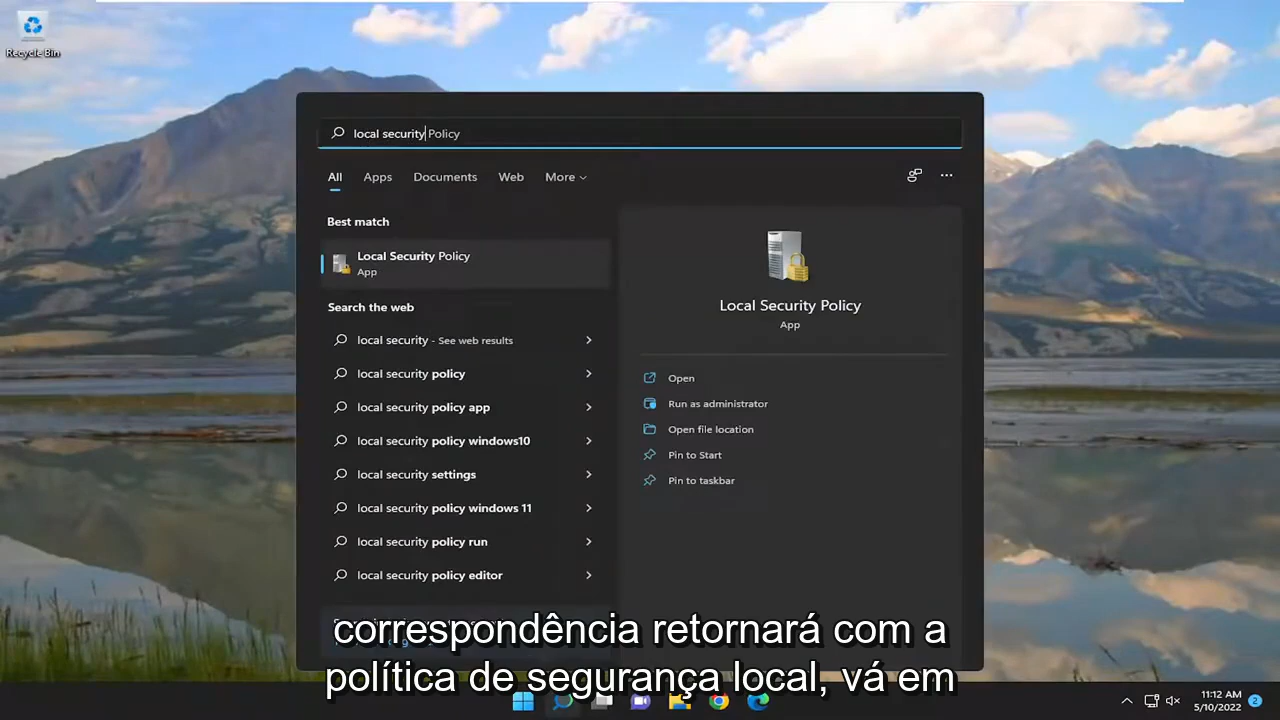 Recycle Bin
local security Policy
All Apps Documents Web More
Best match
Local Security Policy
App
Search the web
local security - See web results
local security policy
local security policy app
local security policy windows10
local security settings
local security policy windows 11
local security policy run
local security policy editor
Local Security Policy
App
Open
Run as administrator
Open file location
Pin to Start
Pin to taskbar
correspondência retornará com a
política de segurança local, vá em
11:12 AM
5/10/2022
2